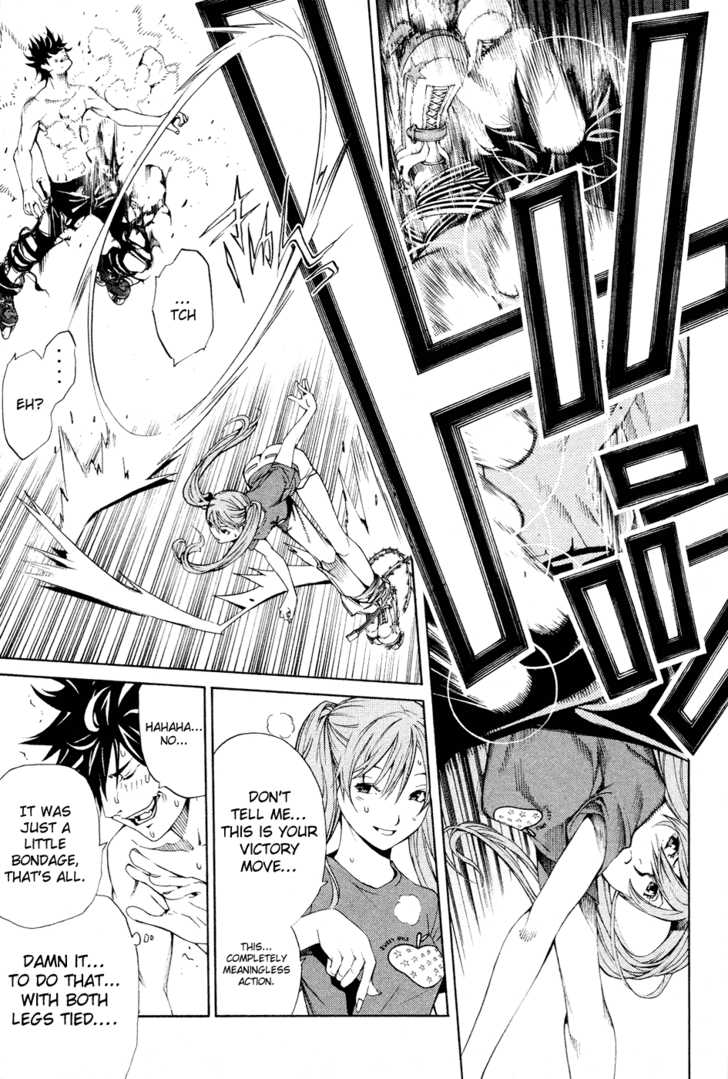 ...
TCH
....
EH?
DON'T
TELL ME...
THIS IS YOUR
VICTORY
MOVE...
THIS...
COMPLETELY
MEANINGLESS
ACTION.
HAHAHA...
NO...
IT WAS
JUST A
LITTLE
BONDAGE,
THAT'S ALL.
DAMN IT...
TO DO THAT...
WITH BOTH
LEGS TIED....